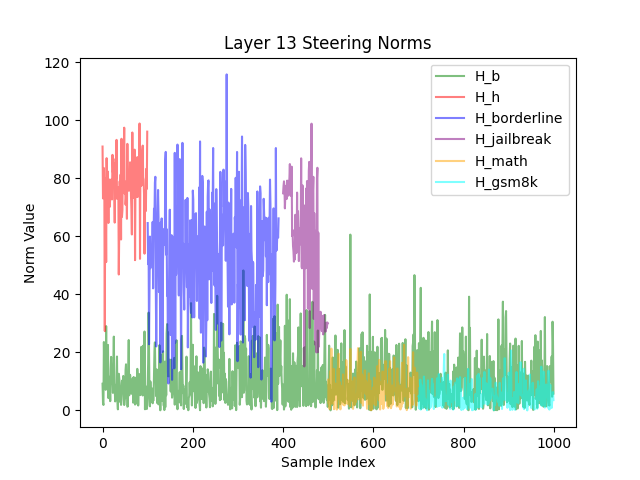 Layer 13 Steering Norms
120
100
80
60
40
20
0
Norm Value
H_b
H_h
H_borderline
H_jailbreak
H_math
H_gsm8k
0 200 400 600 800 1000
Sample Index